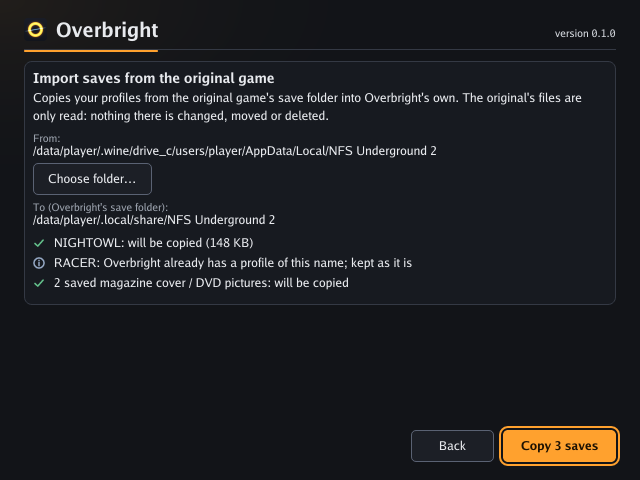 Overbright
version 0.1.0
Import saves from the original game
Copies your profiles from the original game's save folder into Overbright's own. The original's files are
only read: nothing there is changed, moved or deleted.
From:
/data/player/.wine/drive_c/users/player/AppData/Local/NFS Underground 2
Choose folder...
To (Overbright's save folder):
/data/player/.local/share/NFS Underground 2
NIGHTOWL: will be copied (148 KB)
RACER: Overbright already has a profile of this name; kept as it is
2 saved magazine cover / DVD pictures: will be copied
Back
Copy 3 saves